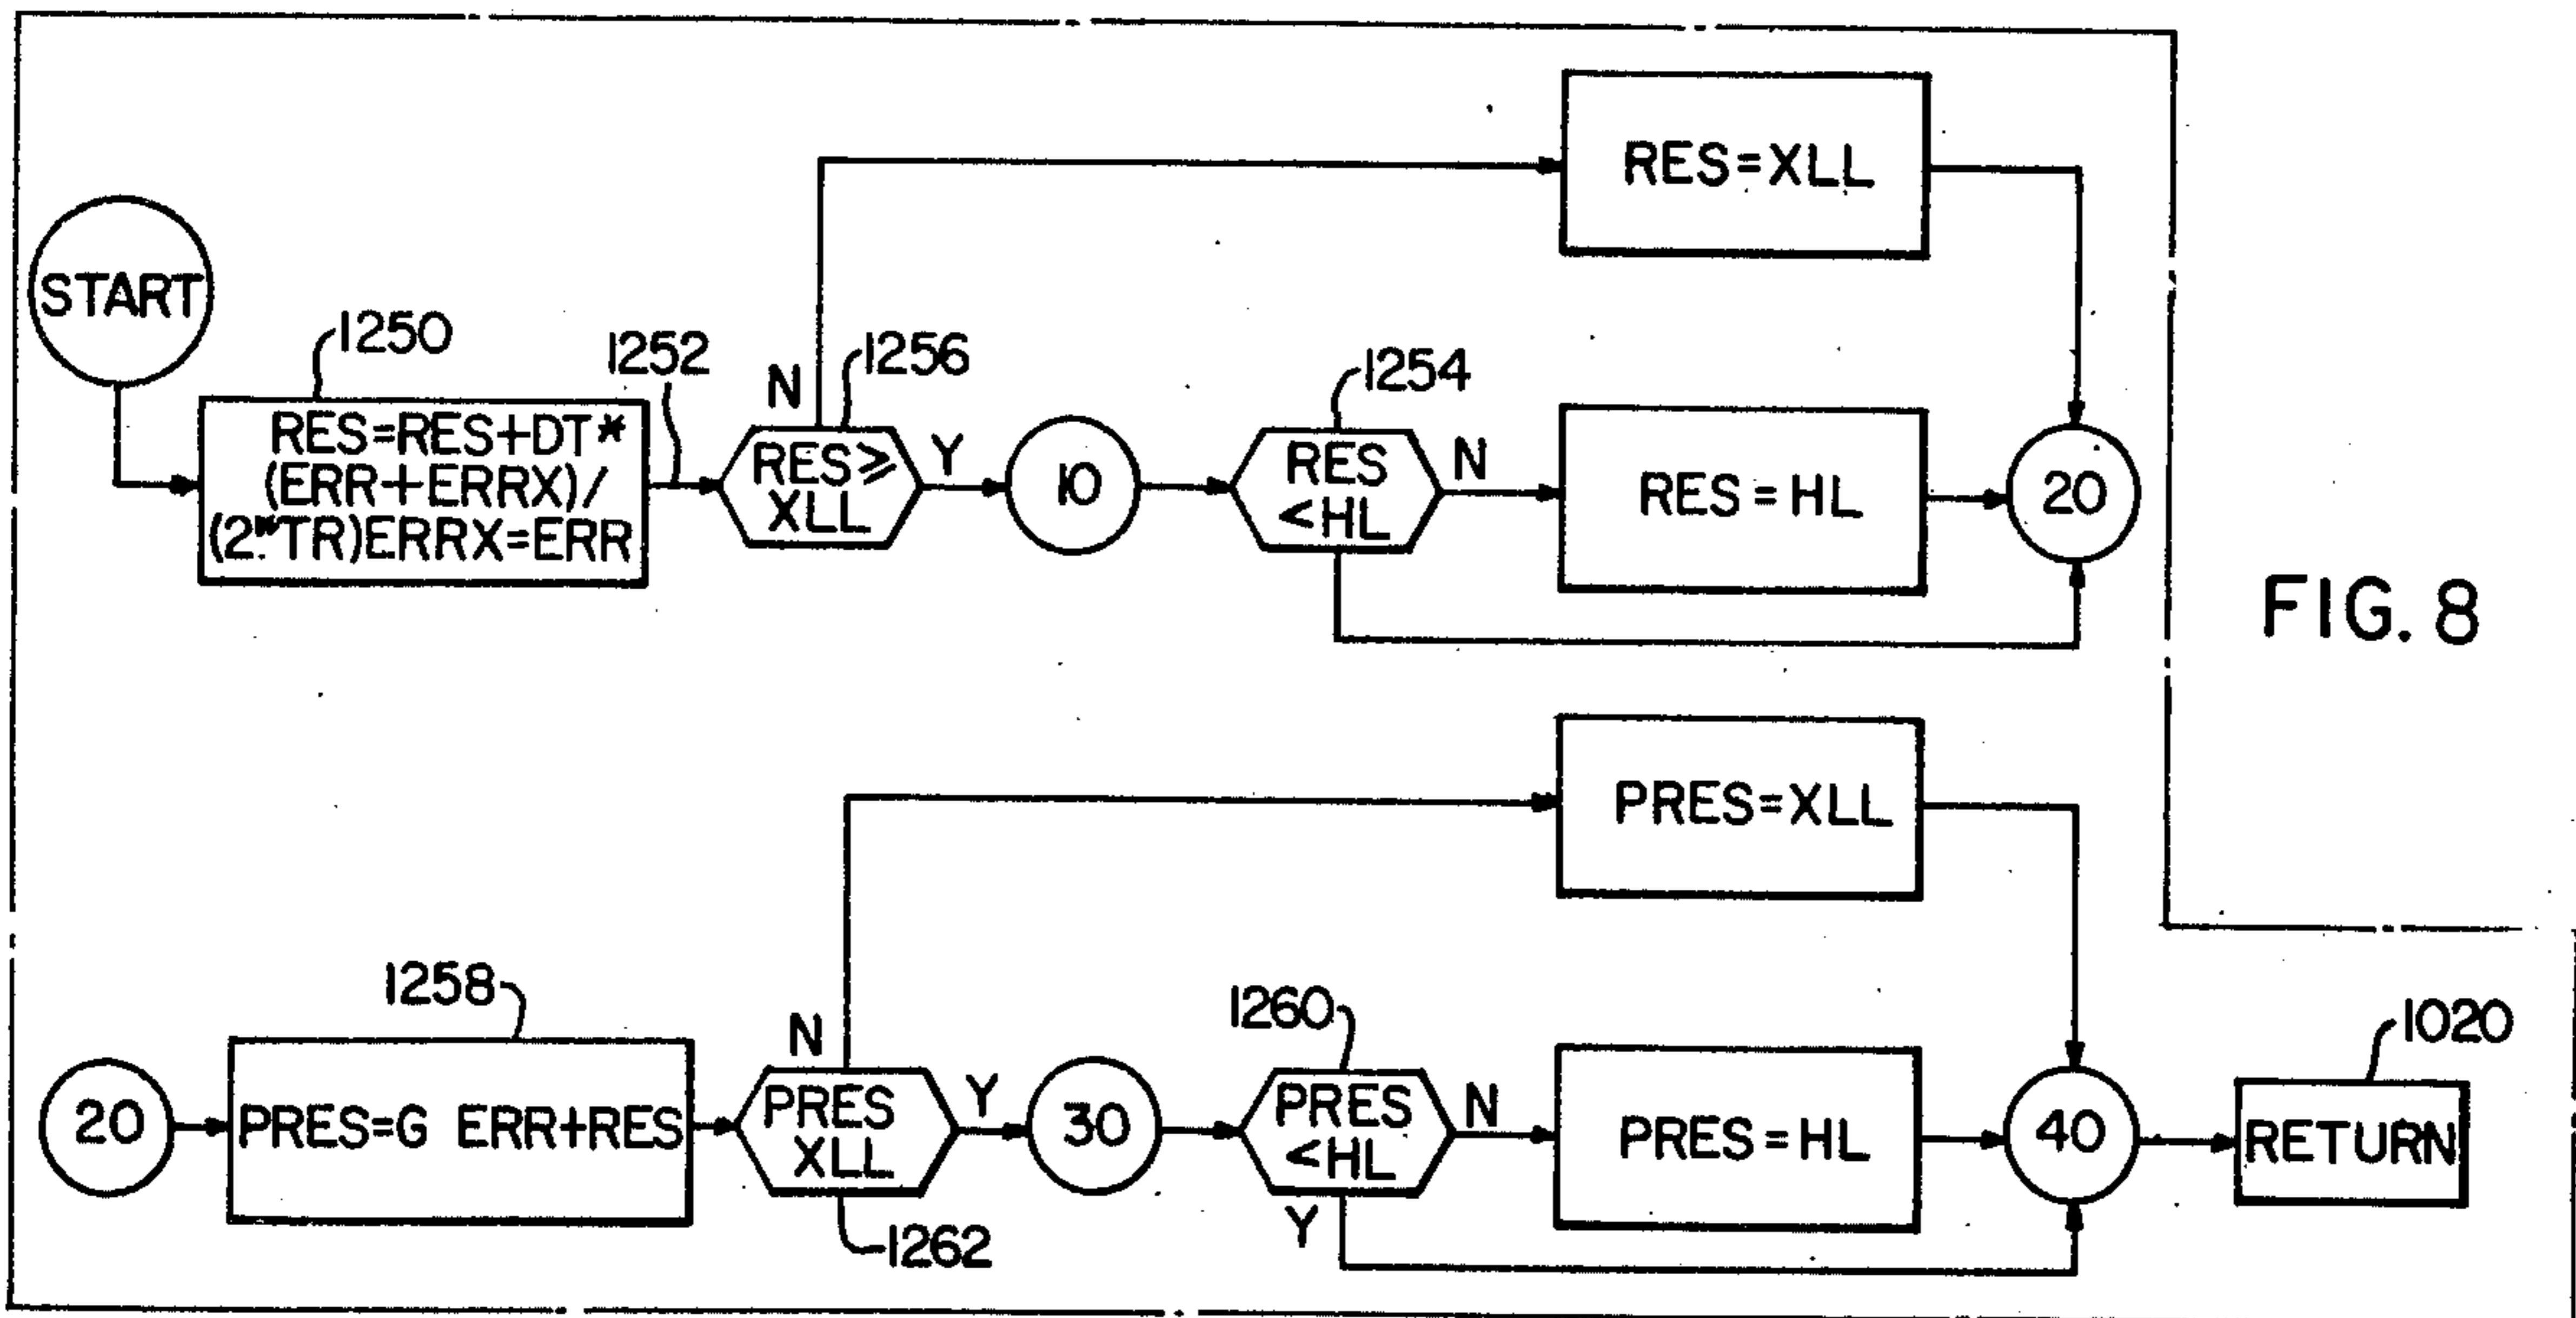 START
1250
RES=RES+DT*
(ERR+ERRX)/
(2.*TR)ERRX=ERR
1252
N
1256
RES≥
XLL
Y
10
1254
RES
<HL
N
RES=XLL
RES=HL
20
FIG. 8
20
1258
PRES=G ERR+RES
N
PRES
XLL
1262
Y
30
1260
PRES
<HL
N
Y
PRES=XLL
PRES=HL
40
1020
RETURN